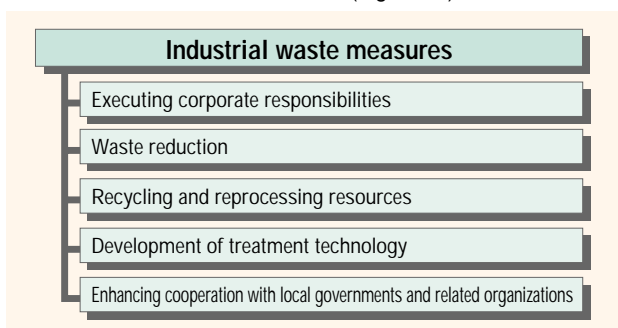 Industrial waste measures
Executing corporate responsibilities
Waste reduction
Recycling and reprocessing resources
Development of treatment technology
Enhancing cooperation with local governments and related organizations